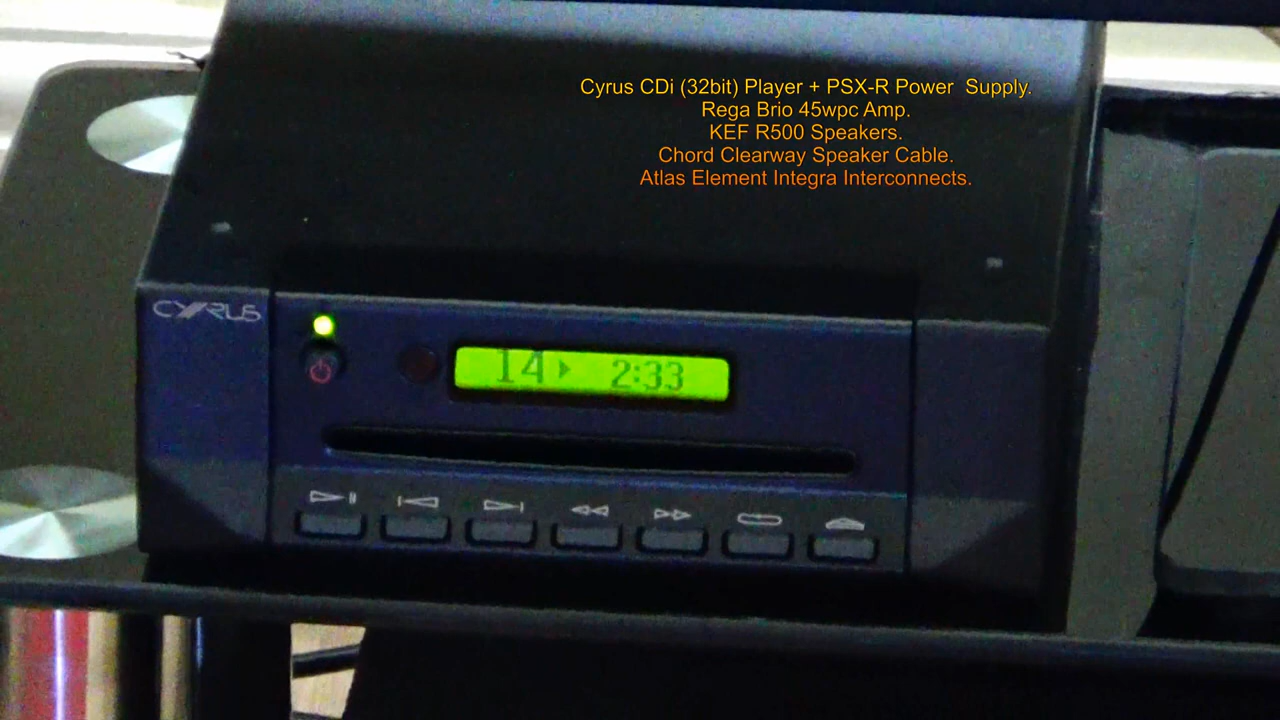 Cyrus CDi (32bit) Player + PSX-R Power  Supply.
Rega Brio 45wpc Amp.
KEF R500 Speakers.
Chord Clearway Speaker Cable.
Atlas Element Integra Interconnects.
CYRUS
14 2:33